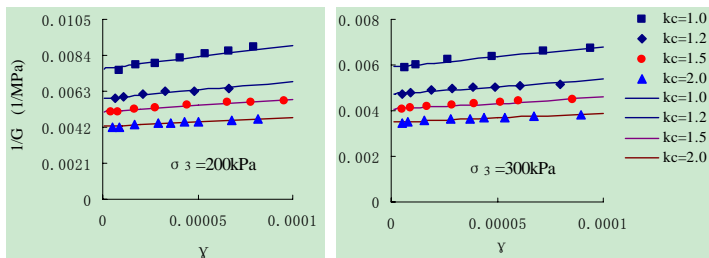 1/G (1/MPa)
0.0105
0.0084
0.0063
0.0042
0.0021
0
σ₃=200kPa
0 0.00005 0.0001
γ
0.008
0.006
0.004
0.002
0
σ₃=300kPa
0 0.00005 0.0001
γ
kc=1.0
kc=1.2
kc=1.5
kc=2.0
kc=1.0
kc=1.2
kc=1.5
kc=2.0